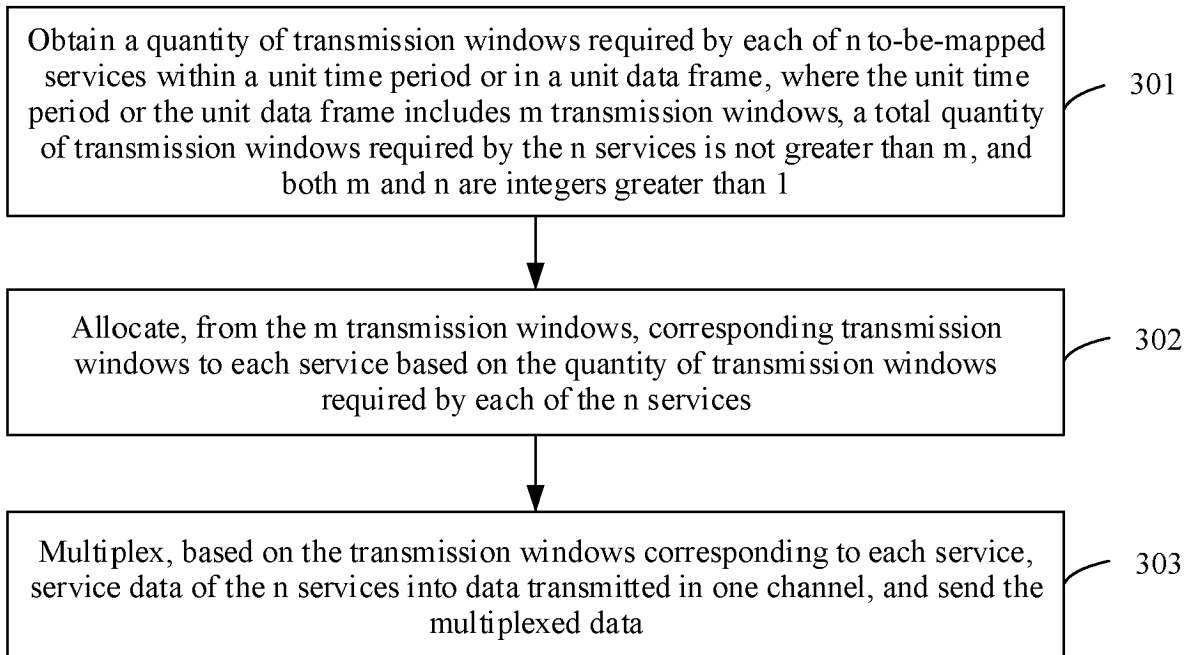 Obtain a quantity of transmission windows required by each of n to-be-mapped
services within a unit time period or in a unit data frame, where the unit time
period or the unit data frame includes m transmission windows, a total quantity
of transmission windows required by the n services is not greater than m, and
both m and n are integers greater than 1
301
Allocate, from the m transmission windows, corresponding transmission
windows to each service based on the quantity of transmission windows
required by each of the n services
302
Multiplex, based on the transmission windows corresponding to each service,
service data of the n services into data transmitted in one channel, and send the
multiplexed data
303